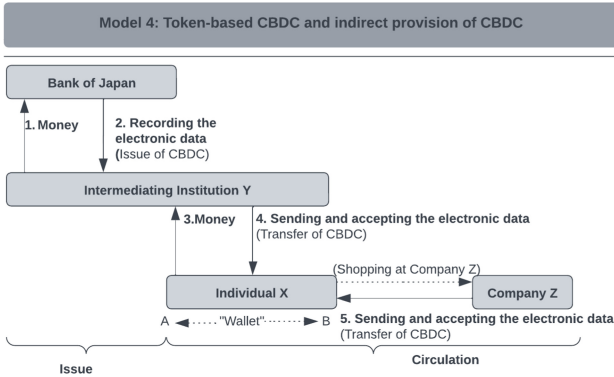 Model 4: Token-based CBDC and indirect provision of CBDC
Bank of Japan
1. Money
2. Recording the
electronic data
(Issue of CBDC)
Intermediating Institution Y
3.Money
4. Sending and accepting the electronic data
(Transfer of CBDC)
(Shopping at Company Z)
Individual X
Company Z
A "Wallet" B
5. Sending and accepting the electronic data
(Transfer of CBDC)
Issue
Circulation